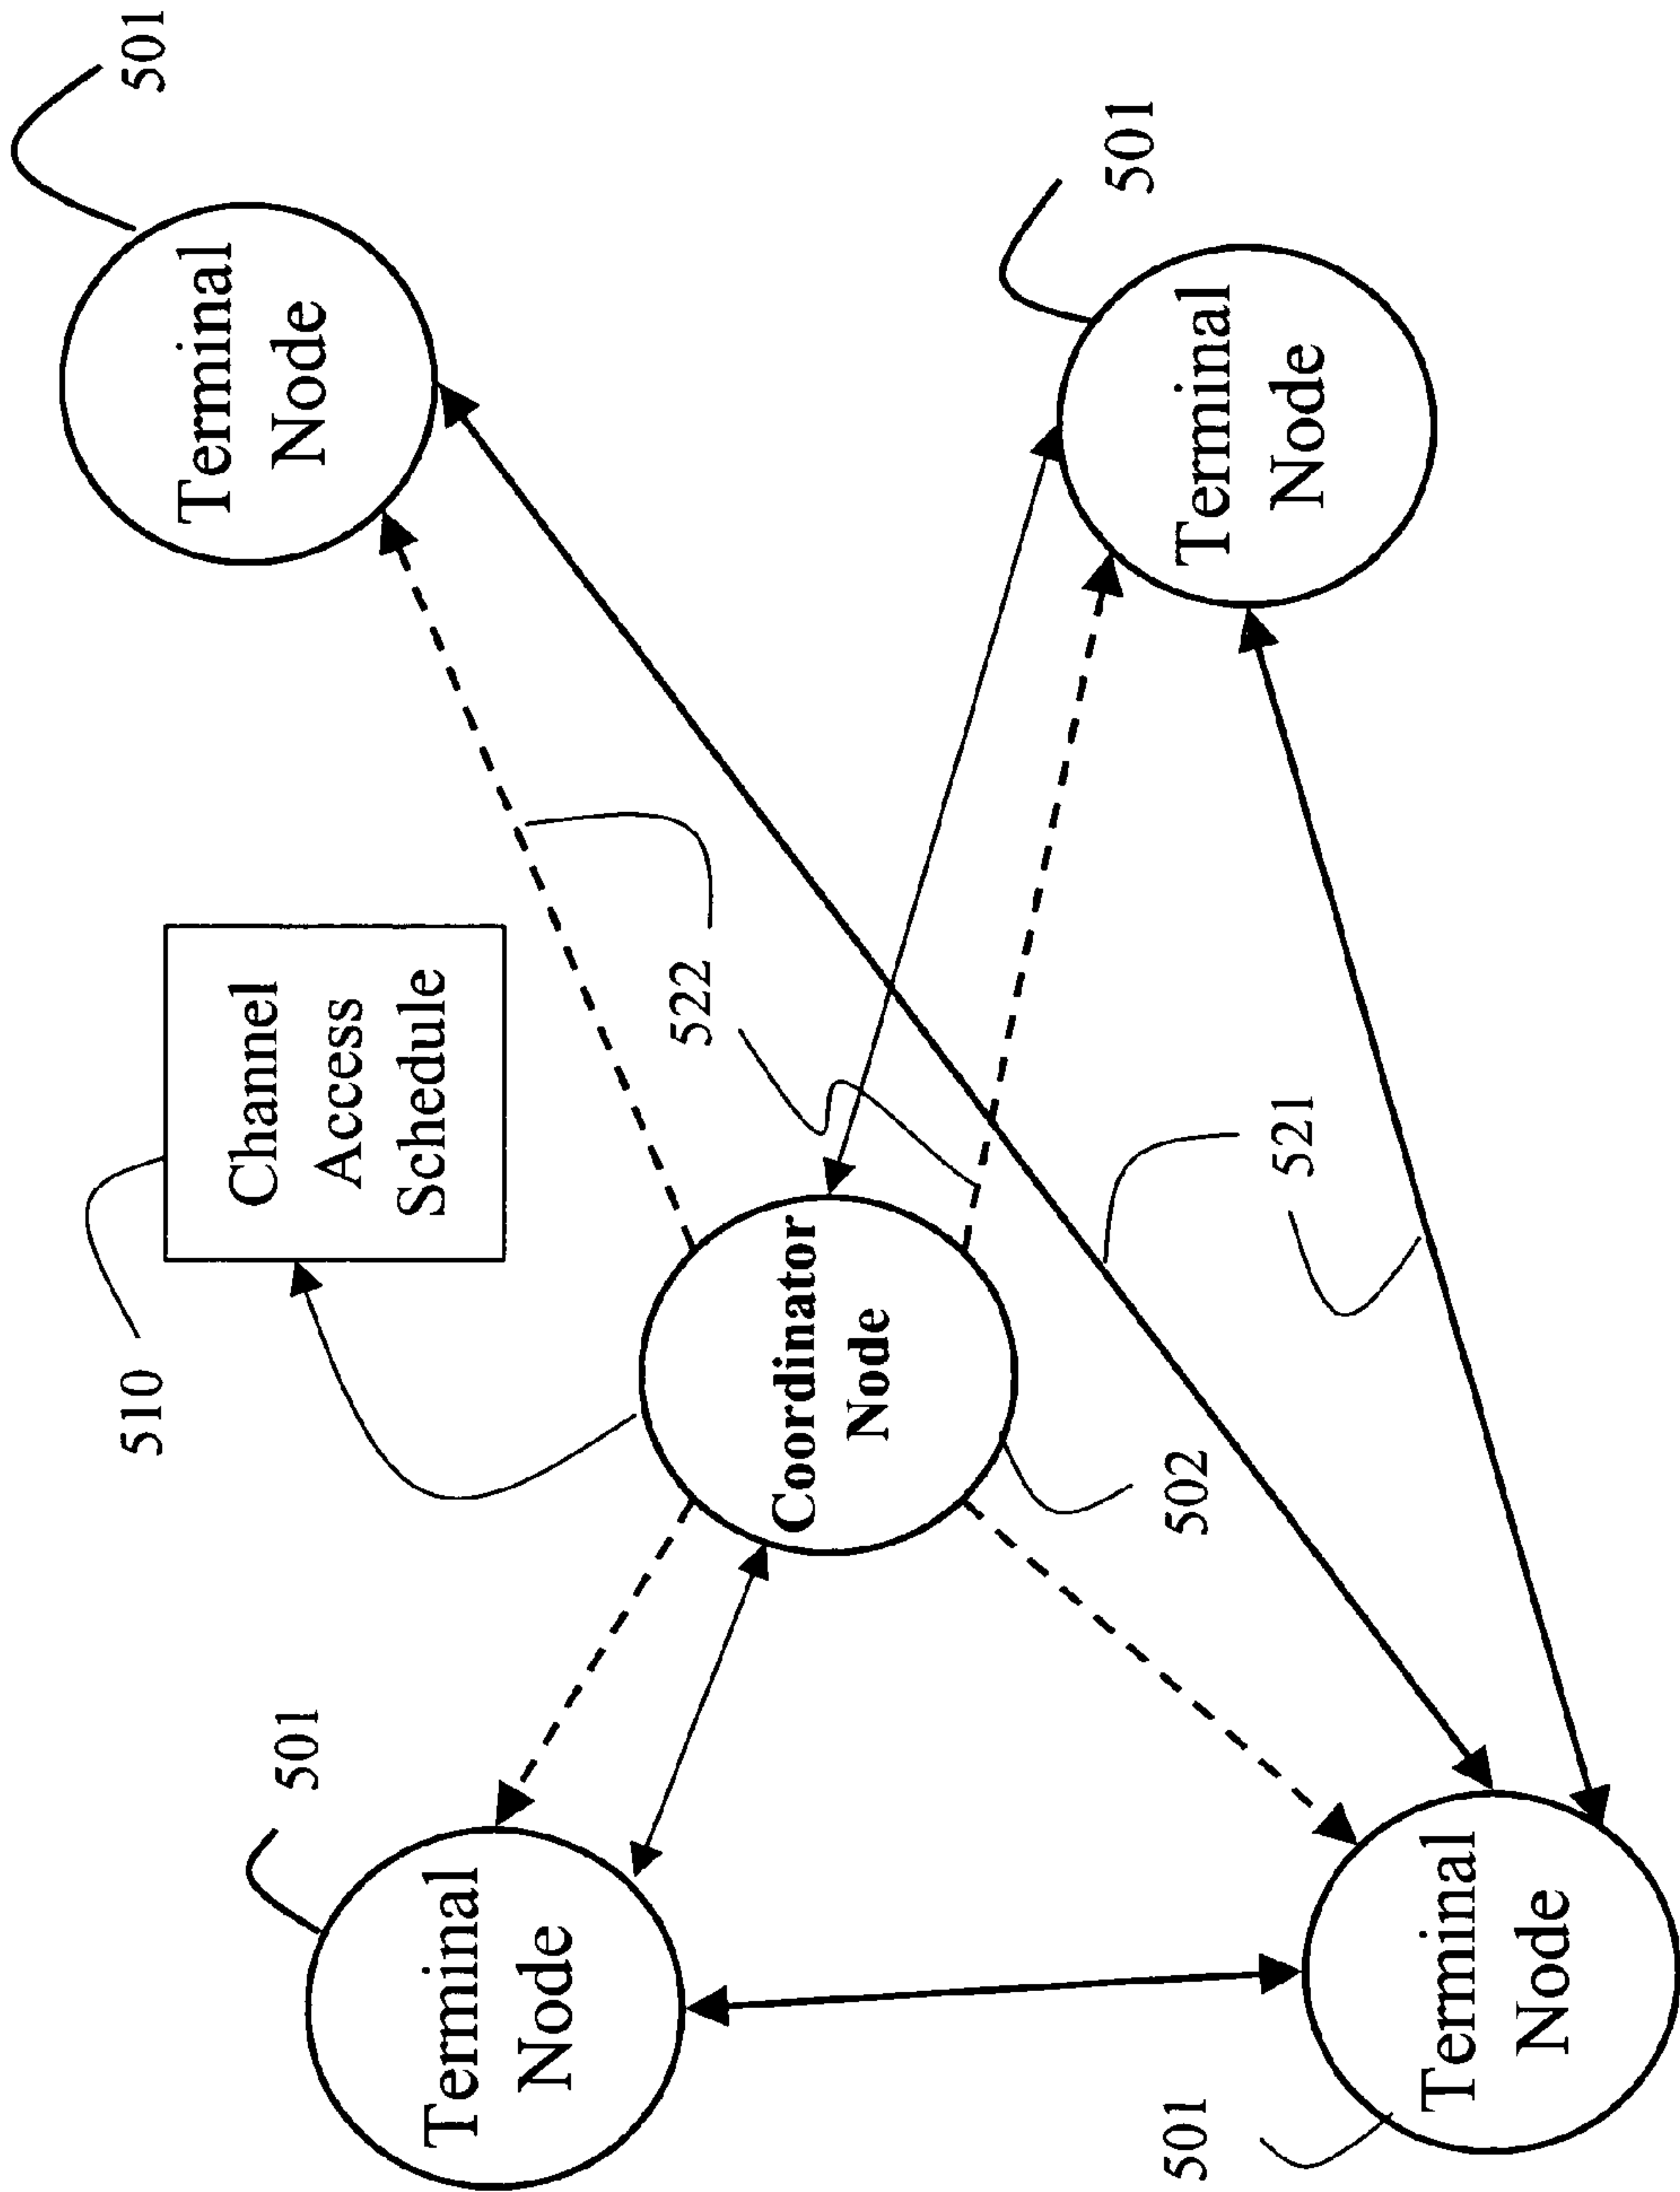 510
501
Terminal
Node
Channel
Access
Schedule
501
Terminal
Node
522
Coordinator
Node
501
501
502
Terminal
Node
521
Terminal
Node